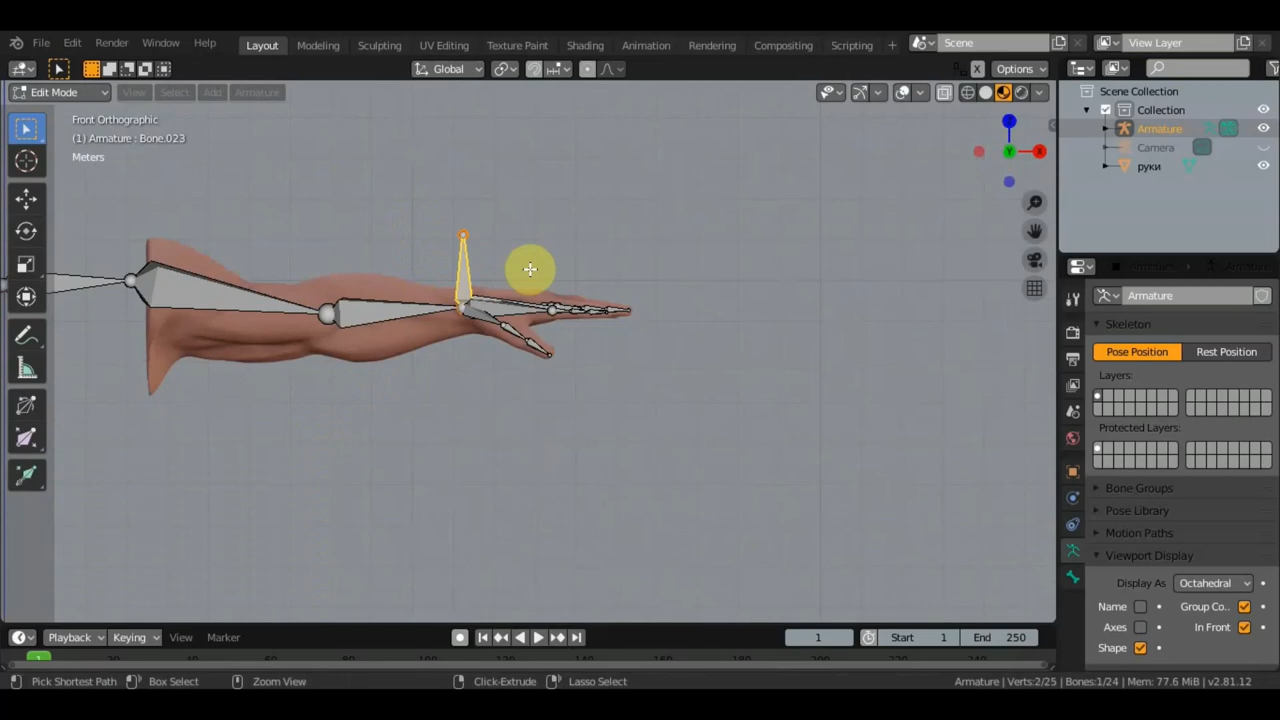 File Edit Render Window Help Layout Modeling Sculpting UV Editing Texture Paint Shading Animation Rendering Compositing Scripting + Scene View Layer
Global Options
Edit Mode View Select Add Armature
Scene Collection
Front Orthographic
Collection
(1) Armature : Bone.023
Armature
Meters
Camera
руки
Z
Y
X
Armature
Skeleton
Pose Position Rest Position
Layers:
Protected Layers:
Bone Groups
Pose Library
Motion Paths
Viewport Display
Display As Octahedral
Name Group Co..
Axes In Front
Shape
Playback Keying View Marker 1 Start 1 End 250
1
Pick Shortest Path Box Select Zoom View Click-Extrude Lasso Select Armature | Verts:2/25 | Bones:1/24 | Mem: 77.6 MiB | v2.81.12